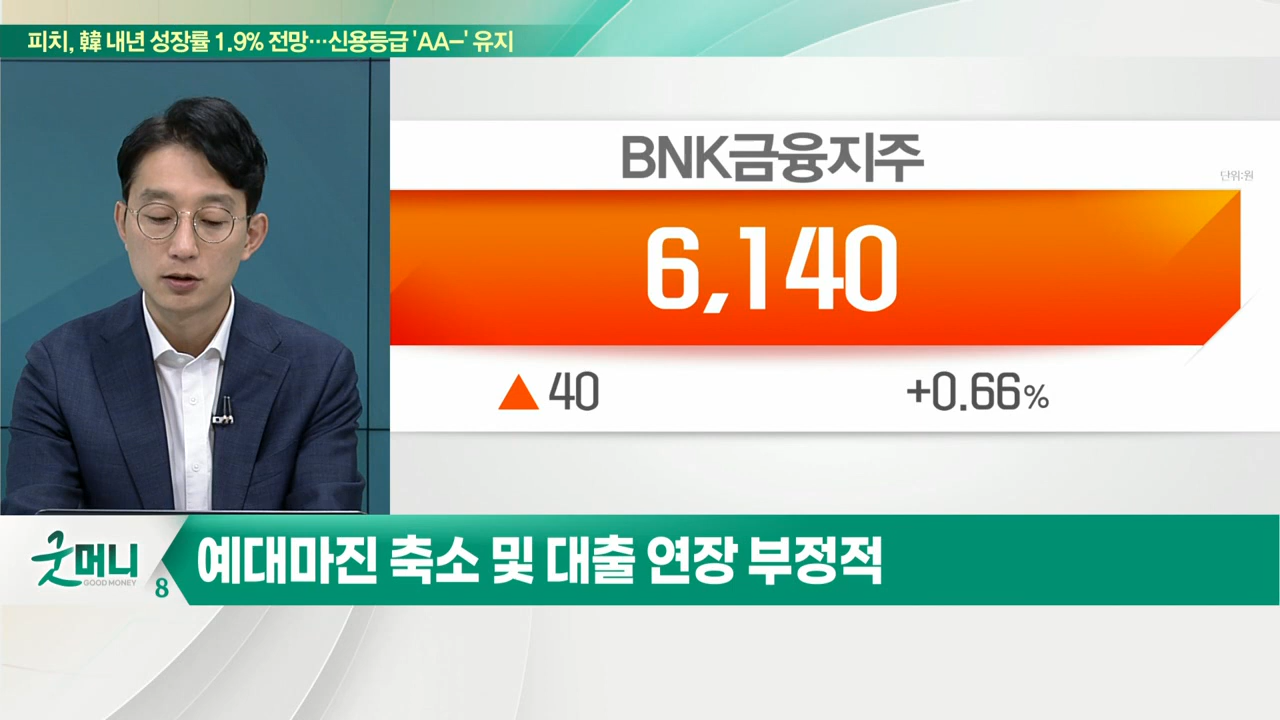 피치, 韓 내년 성장률 1.9% 전망…신용등급 'AA-' 유지
BNK금융지주
단위:원
6,140
▲ 40
+0.66%
굿머니
GOOD MONEY
8
예대마진 축소 및 대출 연장 부정적